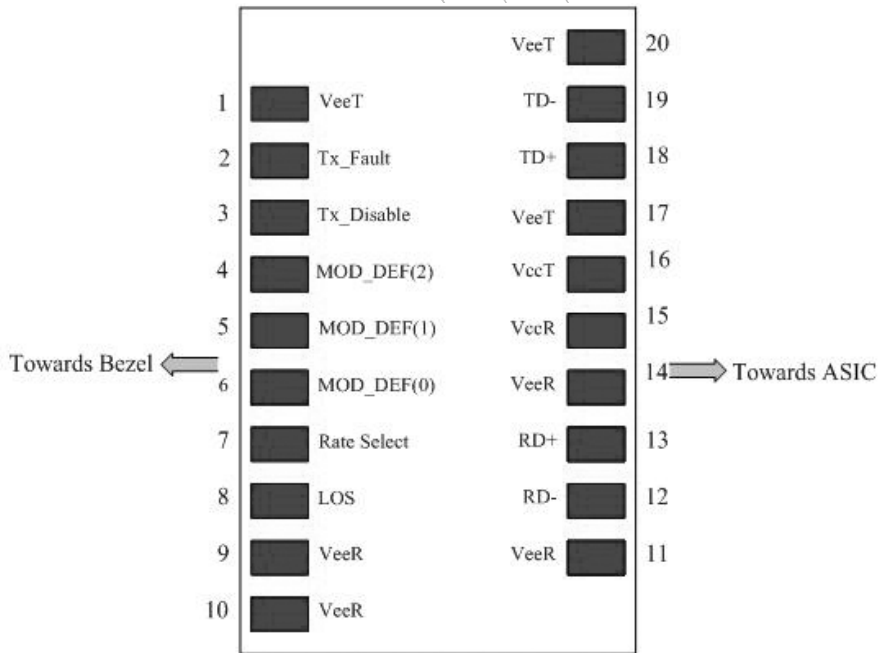 VeeT 20
1 VeeT TD- 19
2 Tx_Fault TD+ 18
3 Tx_Disable VeeT 17
4 MOD_DEF(2) VccT 16
5 MOD_DEF(1) VccR 15
Towards Bezel 6 MOD_DEF(0) VeeR 14 Towards ASIC
7 Rate Select RD+ 13
8 LOS RD- 12
9 VeeR VeeR 11
10 VeeR